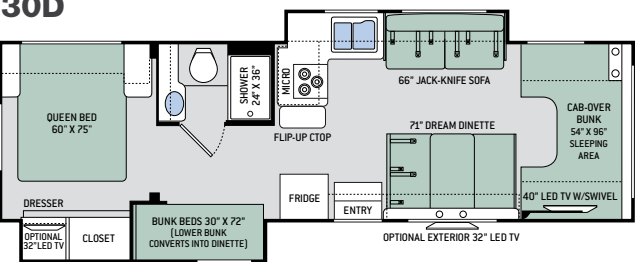 30D
QUEEN BED
60" X 75"
SHOWER
24" X 36"
MICRO
FLIP-UP CTOP
66" JACK-KNIFE SOFA
71" DREAM DINETTE
CAB-OVER
BUNK
54" X 96"
SLEEPING
AREA
40" LED TV W/SWIVEL
FRIDGE
ENTRY
DRESSER
OPTIONAL
32"LED TV
CLOSET
BUNK BEDS 30" X 72"
(LOWER BUNK
CONVERTS INTO DINETTE)
OPTIONAL EXTERIOR 32" LED TV